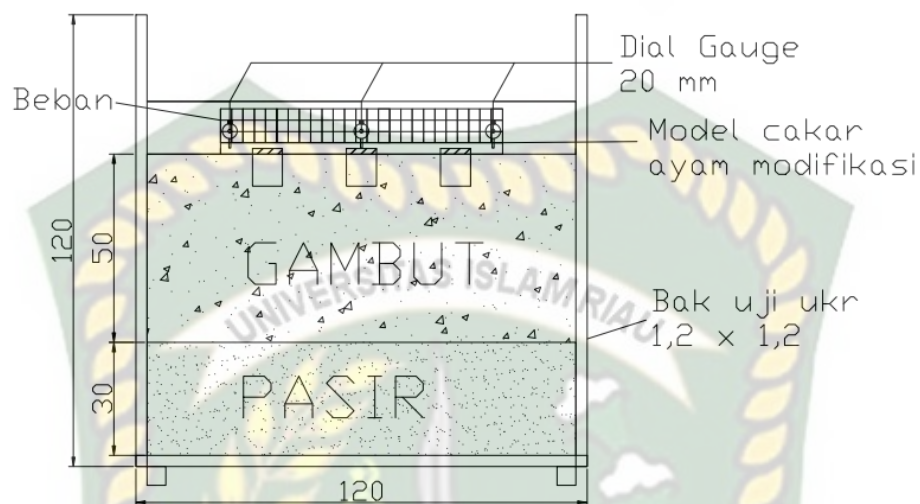 Dial Gauge
20 mm
Beban
Model cakar
ayam modifikasi
120
50
GAMBUT
UNIVERSITAS ISLAM RIAU
Bak uji ukr
1,2 x 1,2
30
PASIR
120